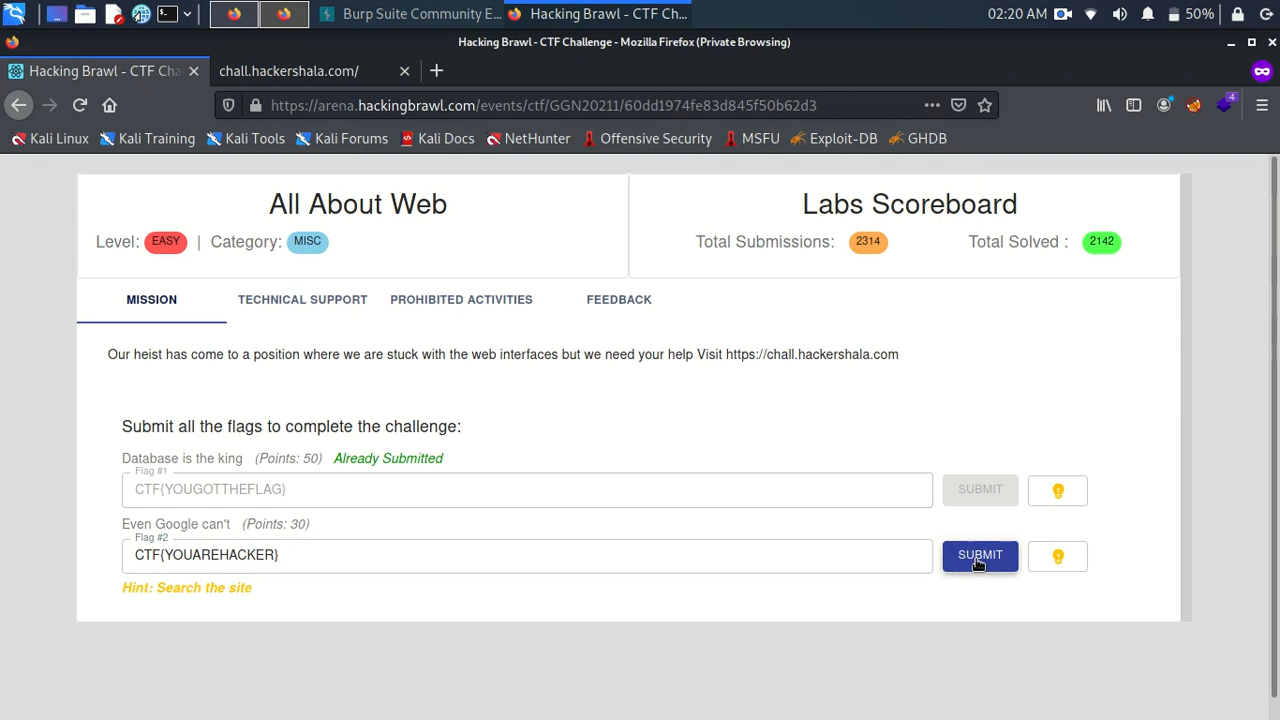 Burp Suite Community E...
Hacking Brawl - CTF Ch...
02:20 AM
50%
Hacking Brawl - CTF Challenge - Mozilla Firefox (Private Browsing)
Hacking Brawl - CTF Cha
chall.hackershala.com/
https://arena.hackingbrawl.com/events/ctf/GGN20211/60dd1974fe83d845f50b62d3
4
Kali Linux Kali Training Kali Tools Kali Forums Kali Docs NetHunter Offensive Security MSFU Exploit-DB GHDB
All About Web
Level: EASY | Category: MISC
Labs Scoreboard
Total Submissions: 2314 Total Solved : 2142
MISSION TECHNICAL SUPPORT PROHIBITED ACTIVITIES FEEDBACK
Our heist has come to a position where we are stuck with the web interfaces but we need your help Visit https://chall.hackershala.com
Submit all the flags to complete the challenge:
Database is the king (Points: 50) Already Submitted
Flag #1
CTF{YOUGOTTHEFLAG} SUBMIT
Even Google can't (Points: 30)
Flag #2
CTF{YOUAREHACKER} SUBMIT
Hint: Search the site